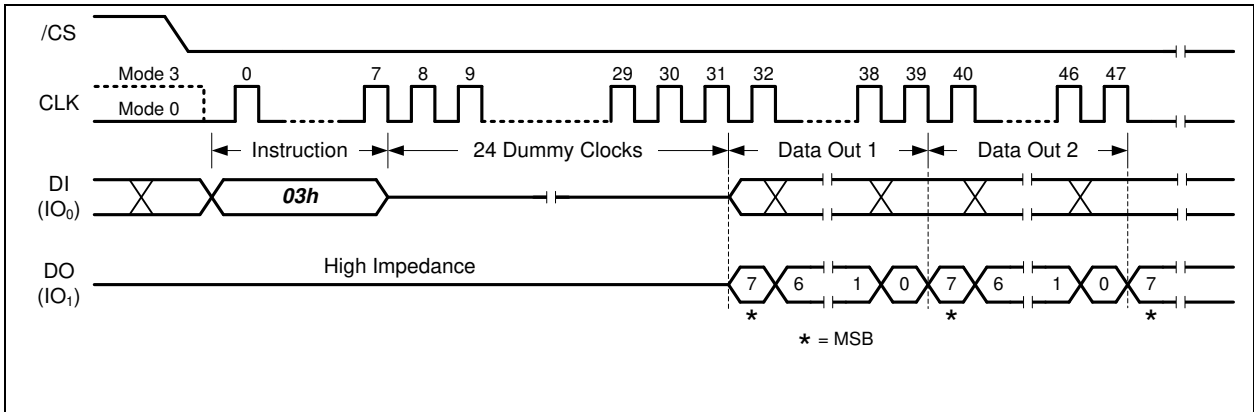 /CS
Mode 3 0 7 8 9 29 30 31 32 38 39 40 46 47
CLK
Mode 0
Instruction 24 Dummy Clocks Data Out 1 Data Out 2
DI
(IO₀)
03h
High Impedance
DO
(IO₁)
7 6 1 0 7 6 1 0 7
* * *
* = MSB